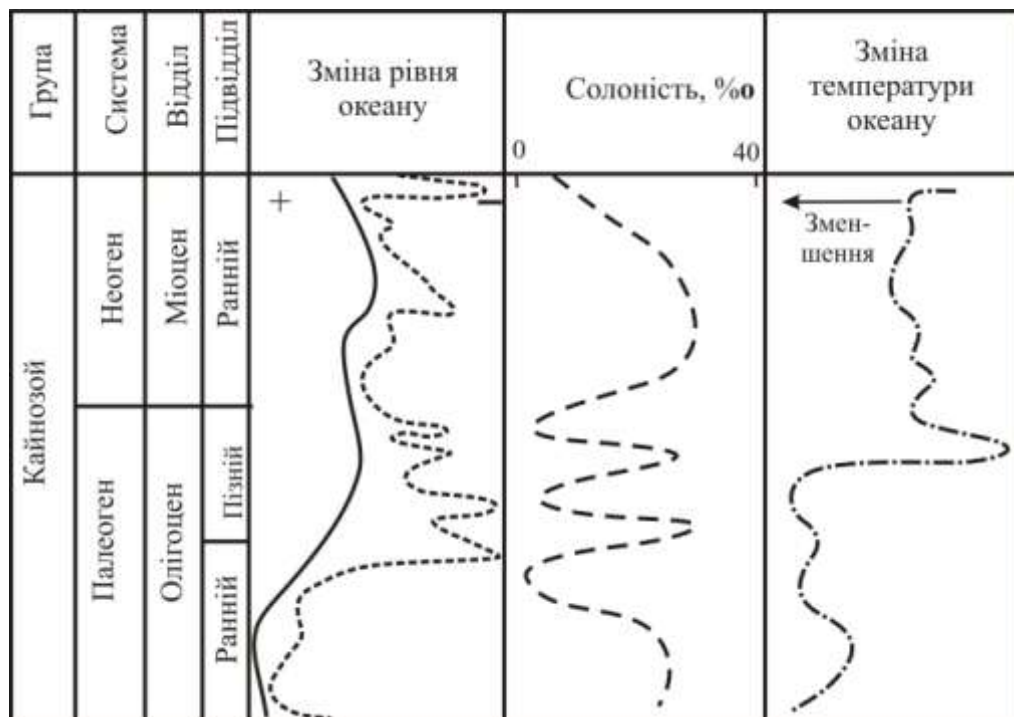 Група
Система
Відділ
Підвідділ
Зміна рівня
океану
Солоність, %о
0
40
Зміна
температури
океану
Кайнозой
Неоген
Міоцен
Ранній
+
−
Змен-
шення
Палеоген
Олігоцен
Пізній
Ранній